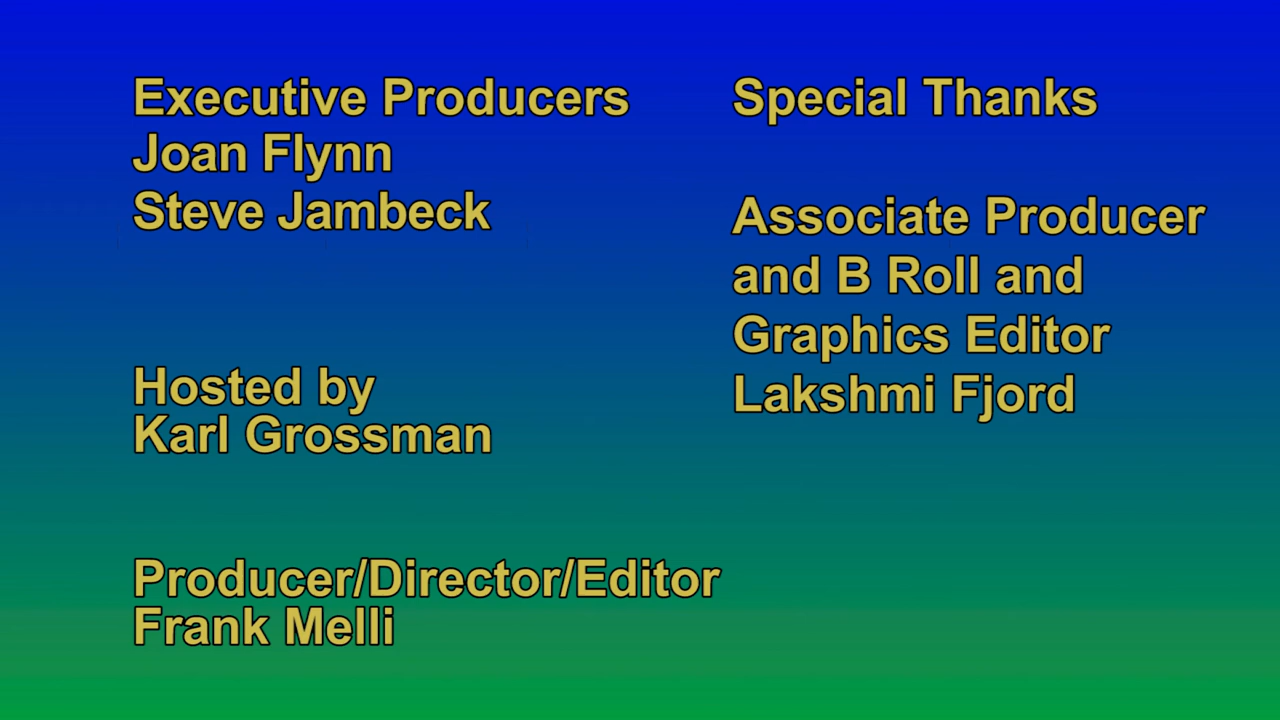 Executive Producers
Joan Flynn
Steve Jambeck
Hosted by
Karl Grossman
Producer/Director/Editor
Frank Melli
Special Thanks
Associate Producer
and B Roll and
Graphics Editor
Lakshmi Fjord